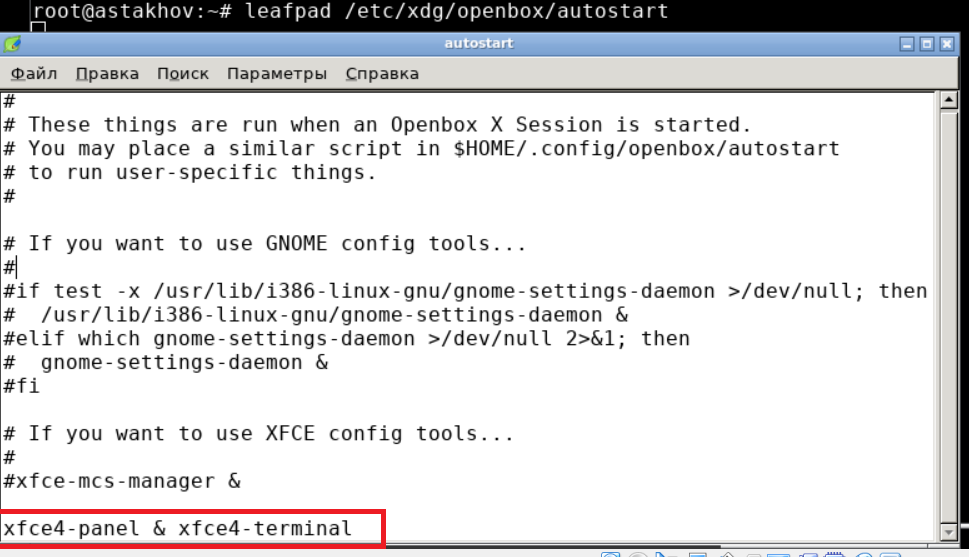 root@astakhov:~# leafpad /etc/xdg/openbox/autostart
autostart
Файл Правка Поиск Параметры Справка
#
# These things are run when an Openbox X Session is started.
# You may place a similar script in $HOME/.config/openbox/autostart
# to run user-specific things.
#
# If you want to use GNOME config tools...
#
#if test -x /usr/lib/i386-linux-gnu/gnome-settings-daemon >/dev/null; then
#  /usr/lib/i386-linux-gnu/gnome-settings-daemon &
#elif which gnome-settings-daemon >/dev/null 2>&1; then
#  gnome-settings-daemon &
#fi
# If you want to use XFCE config tools...
#
#xfce-mcs-manager &
xfce4-panel & xfce4-terminal